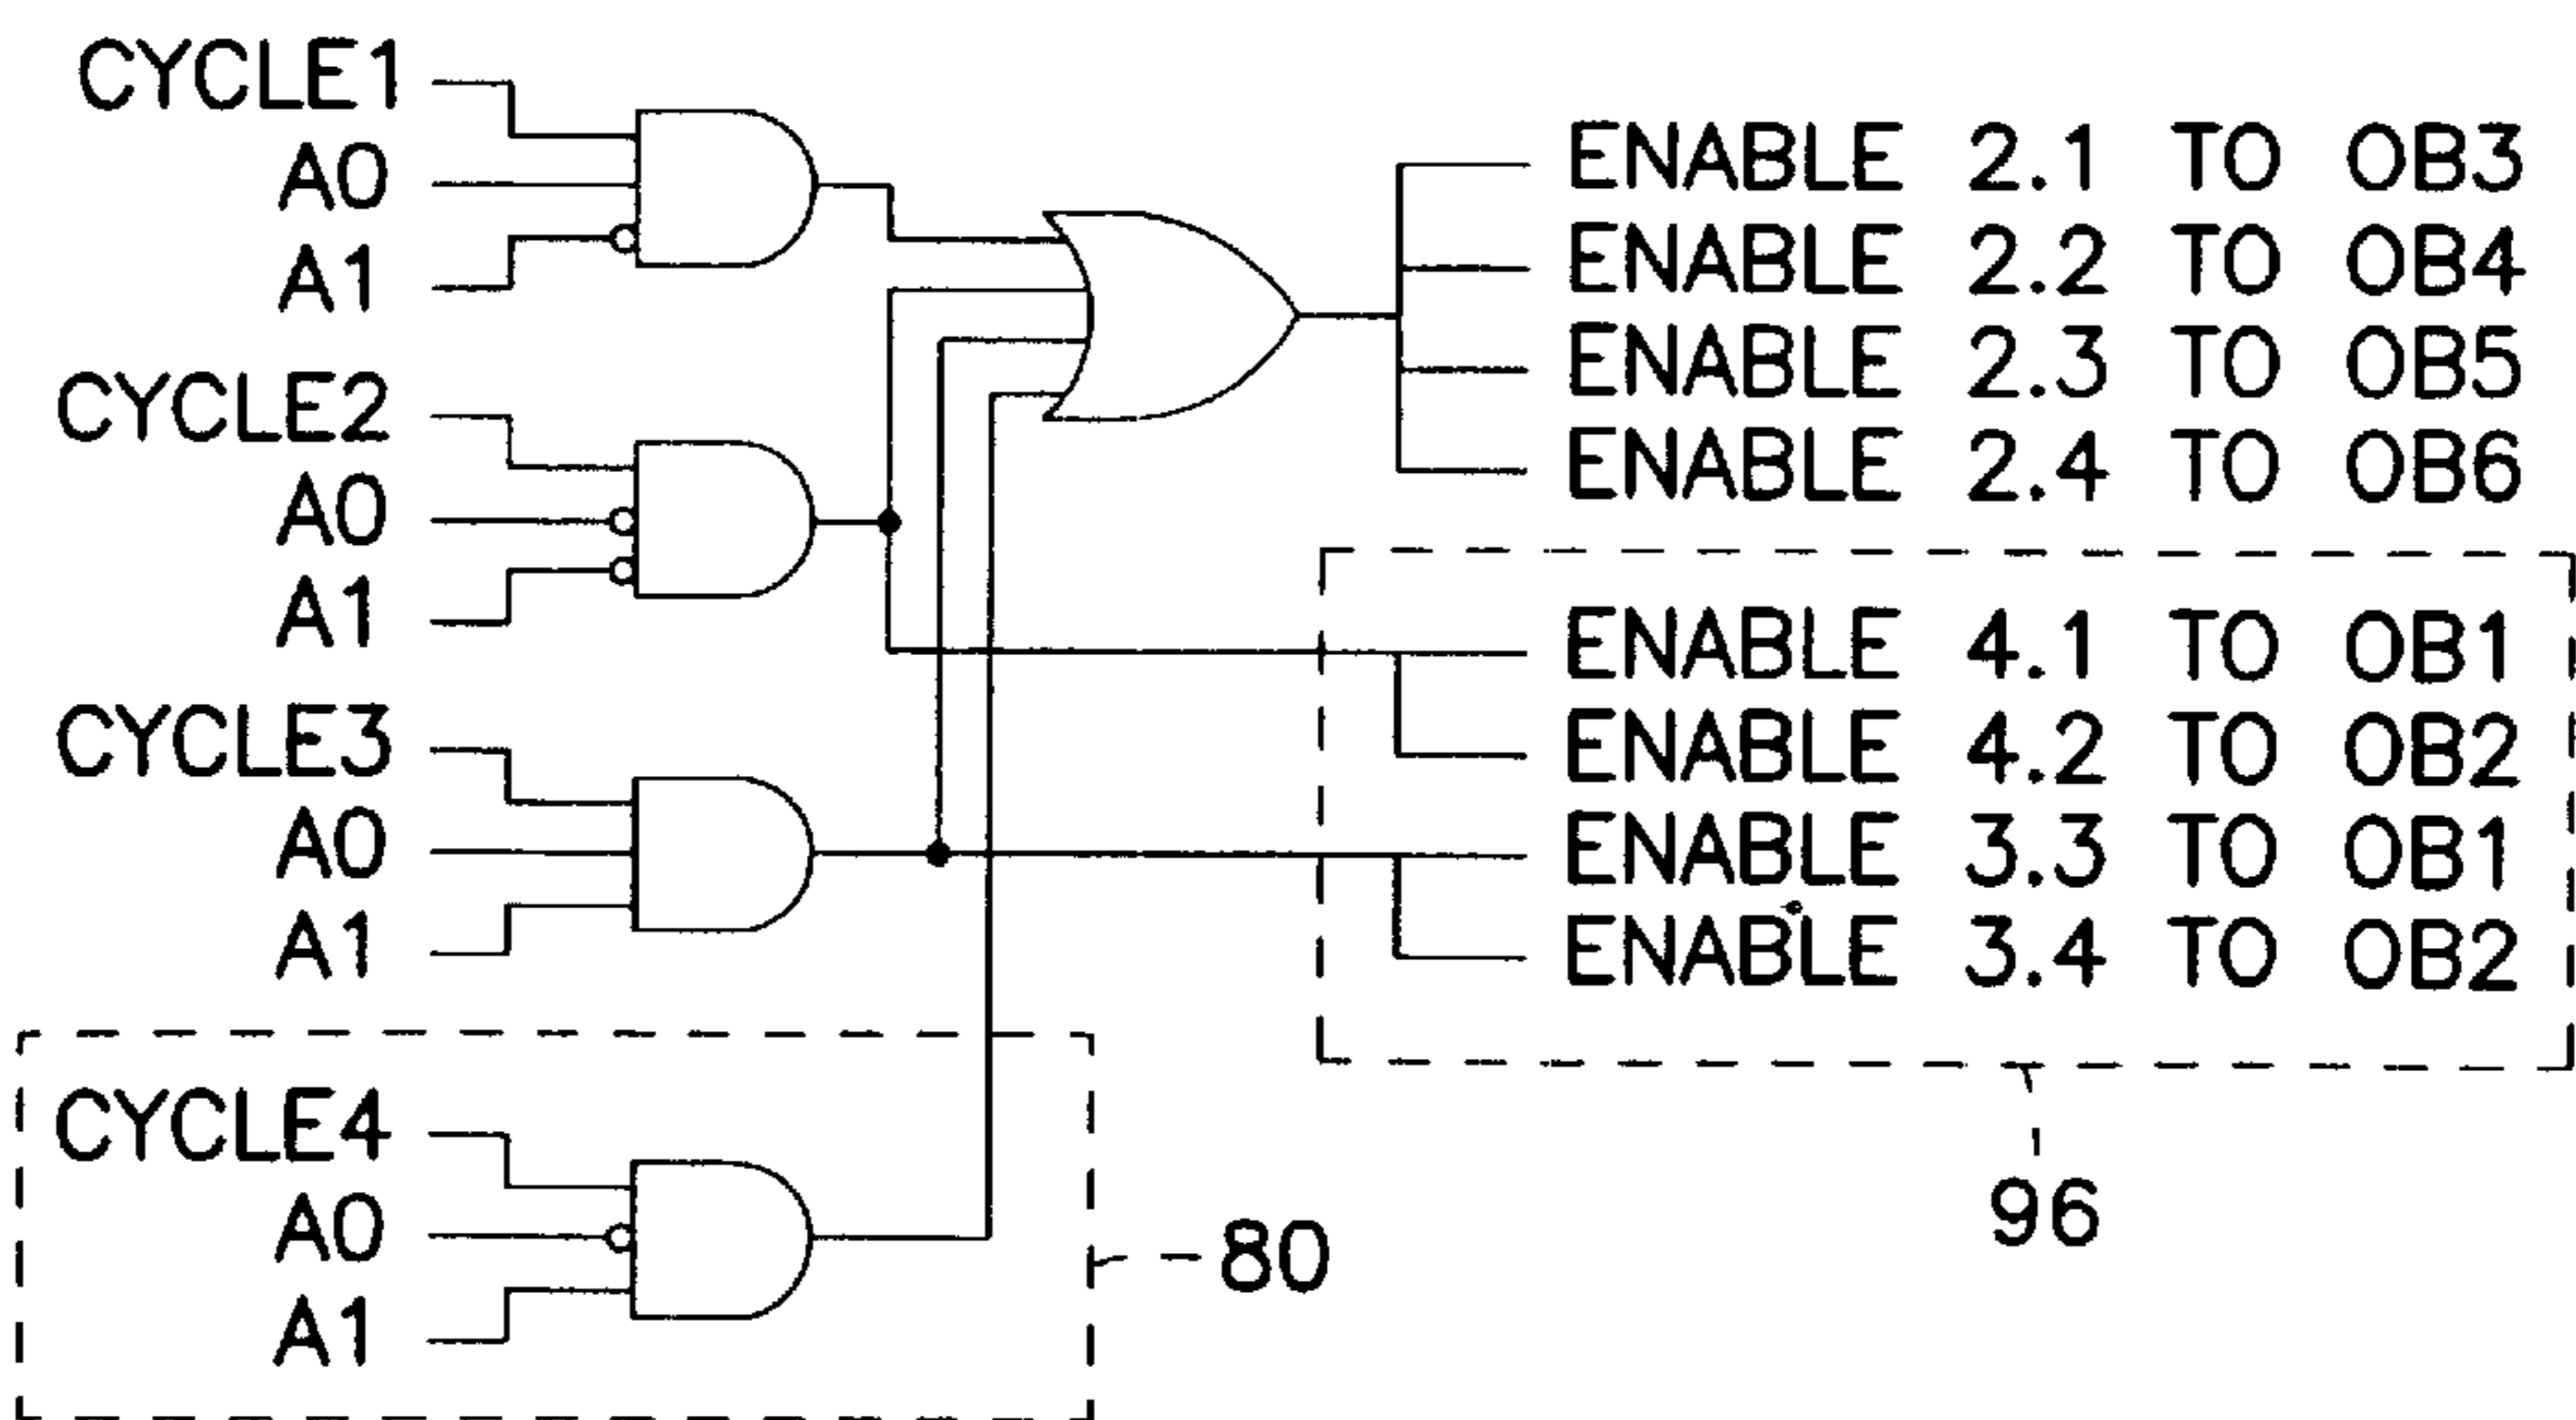 CYCLE1
A0
A1
CYCLE2
A0
A1
CYCLE3
A0
A1
CYCLE4
A0
A1
80
ENABLE 2.1 TO OB3
ENABLE 2.2 TO OB4
ENABLE 2.3 TO OB5
ENABLE 2.4 TO OB6
ENABLE 4.1 TO OB1
ENABLE 4.2 TO OB2
ENABLE 3.3 TO OB1
ENABLE 3.4 TO OB2
96